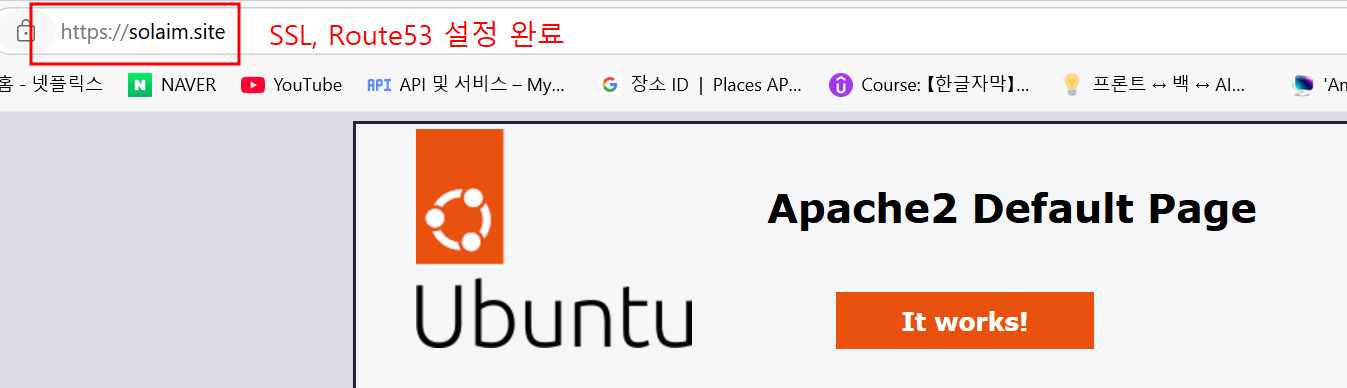 https://solaim.site
SSL, Route53 설정 완료
홈 - 넷플릭스 NAVER YouTube API API 및 서비스 – My... 장소 ID | Places AP... Course:【한글자막】... 프론트 ↔ 백 ↔ AI... 'An
Apache2 Default Page
Ubuntu
It works!